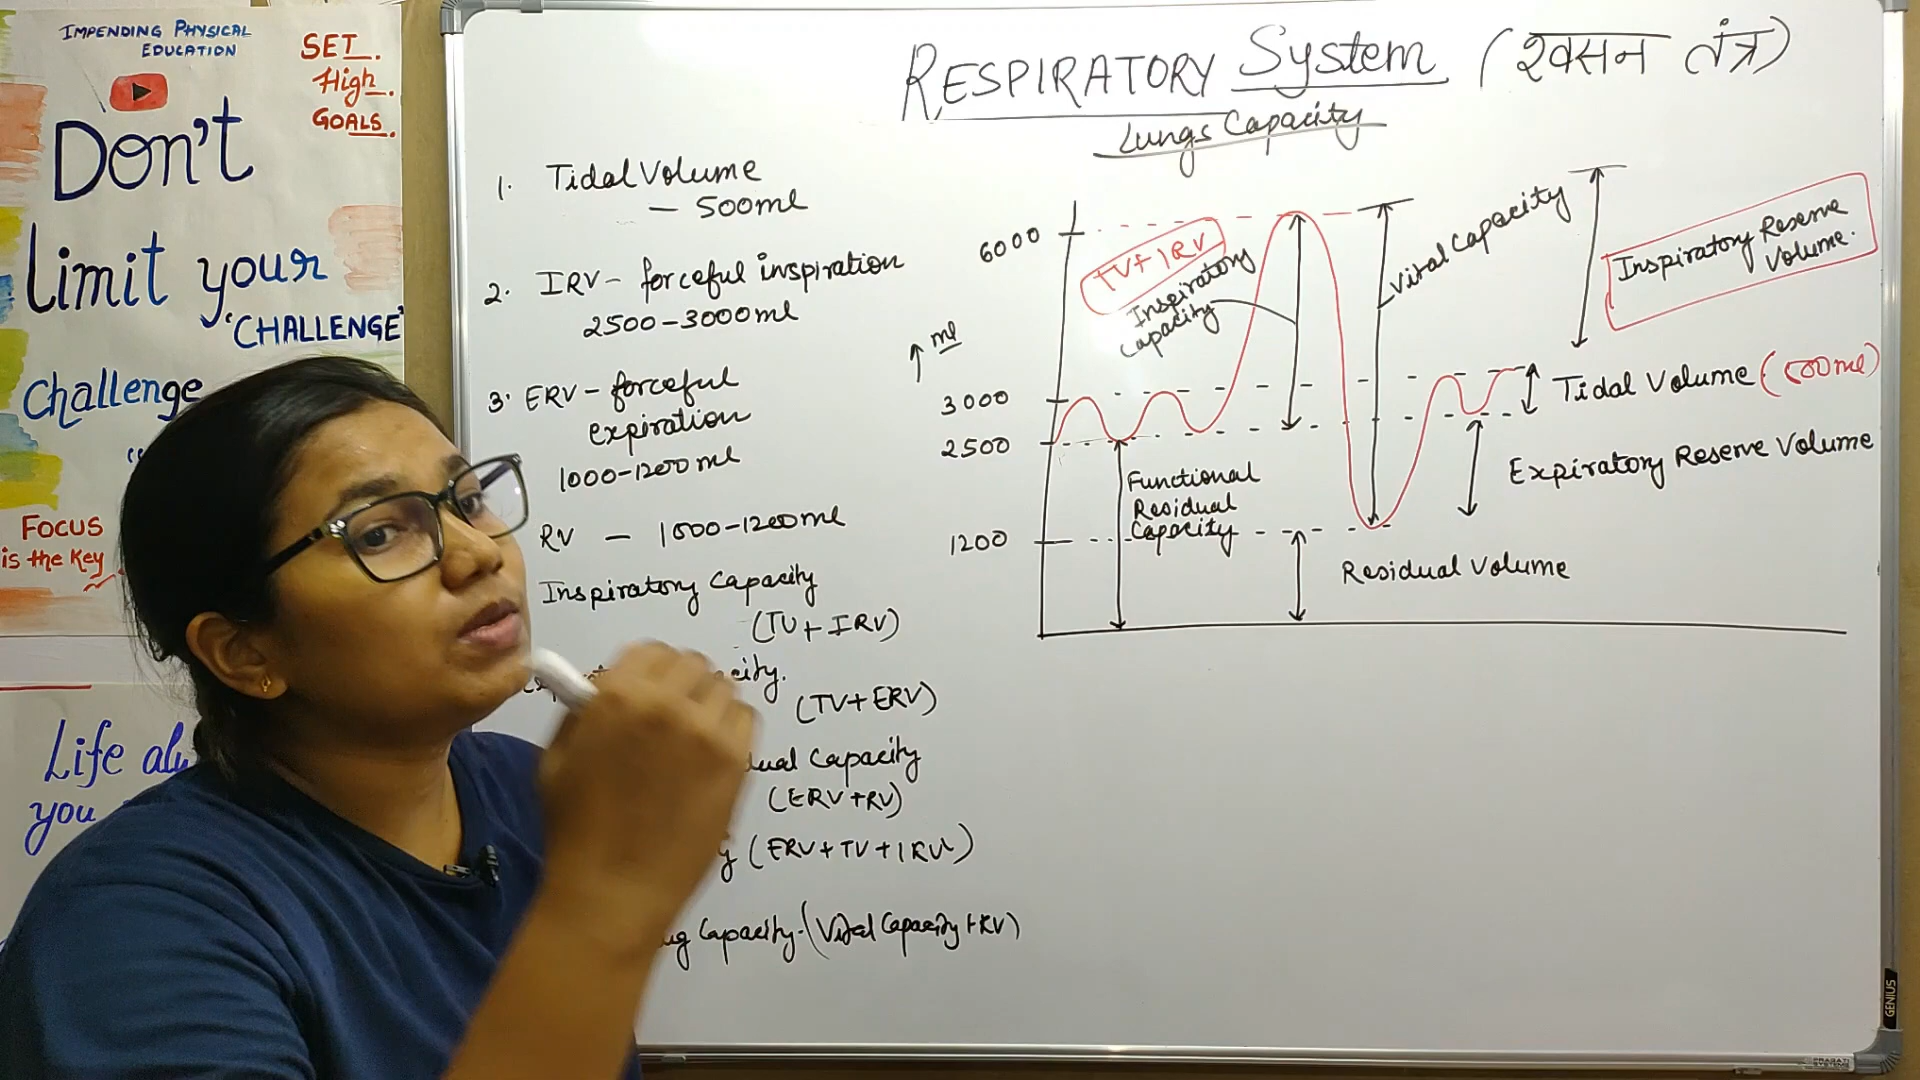 IMPENDING PHYSICAL
EDUCATION
SET
High
GOALS
Don't
limit your
'CHALLENGE'
Challenge
FOCUS
is the Key
Life
you
RESPIRATORY System (श्वसन तंत्र)
Lungs Capacity
1. Tidal Volume
- 500ml
2. IRV - forceful inspiration
2500-3000ml
3. ERV - forceful
expiration
1000-1200ml
RV - 1000-1200ml
Inspiratory Capacity
(TV + IRV)
(TV + ERV)
Capacity
(ERV + RV)
(ERV + TV + IRV)
Capacity - (Vital Capacity + RV)
ml
6000
3000
2500
1200
TV + IRV
Inspiratory
Capacity
Vital Capacity
Inspiratory Reserve
Volume.
Tidal Volume (500ml)
Expiratory Reserve Volume
Functional
Residual
Capacity
Residual Volume
GENIUS